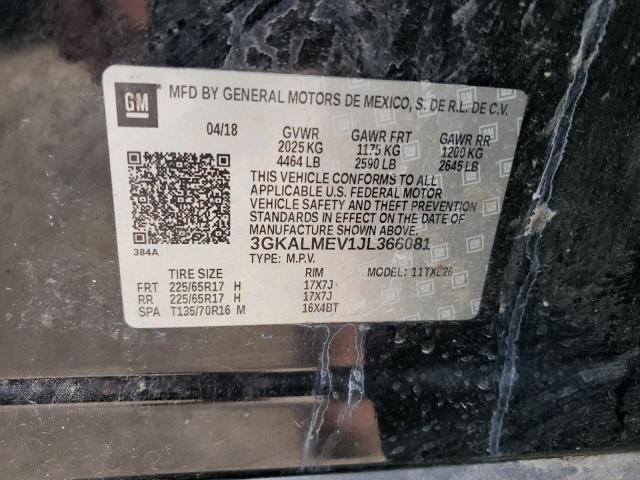 GM MFD BY GENERAL MOTORS DE MEXICO, S. DE R.L. DE C.V.
04/18 GVWR GAWR FRT GAWR RR
2025 KG 1175 KG 1200 KG
4464 LB 2590 LB 2645 LB
THIS VEHICLE CONFORMS TO ALL
APPLICABLE U.S. FEDERAL MOTOR
VEHICLE SAFETY AND THEFT PREVENTION
STANDARDS IN EFFECT ON THE DATE OF
MANUFACTURE SHOWN ABOVE.
384A 3GKALMEV1JL366081
TYPE: M.P.V. MODEL: 11TXL26
TIRE SIZE RIM
FRT 225/65R17 H 17X7J
RR 225/65R17 H 17X7J
SPA T135/70R16 M 16X4BT